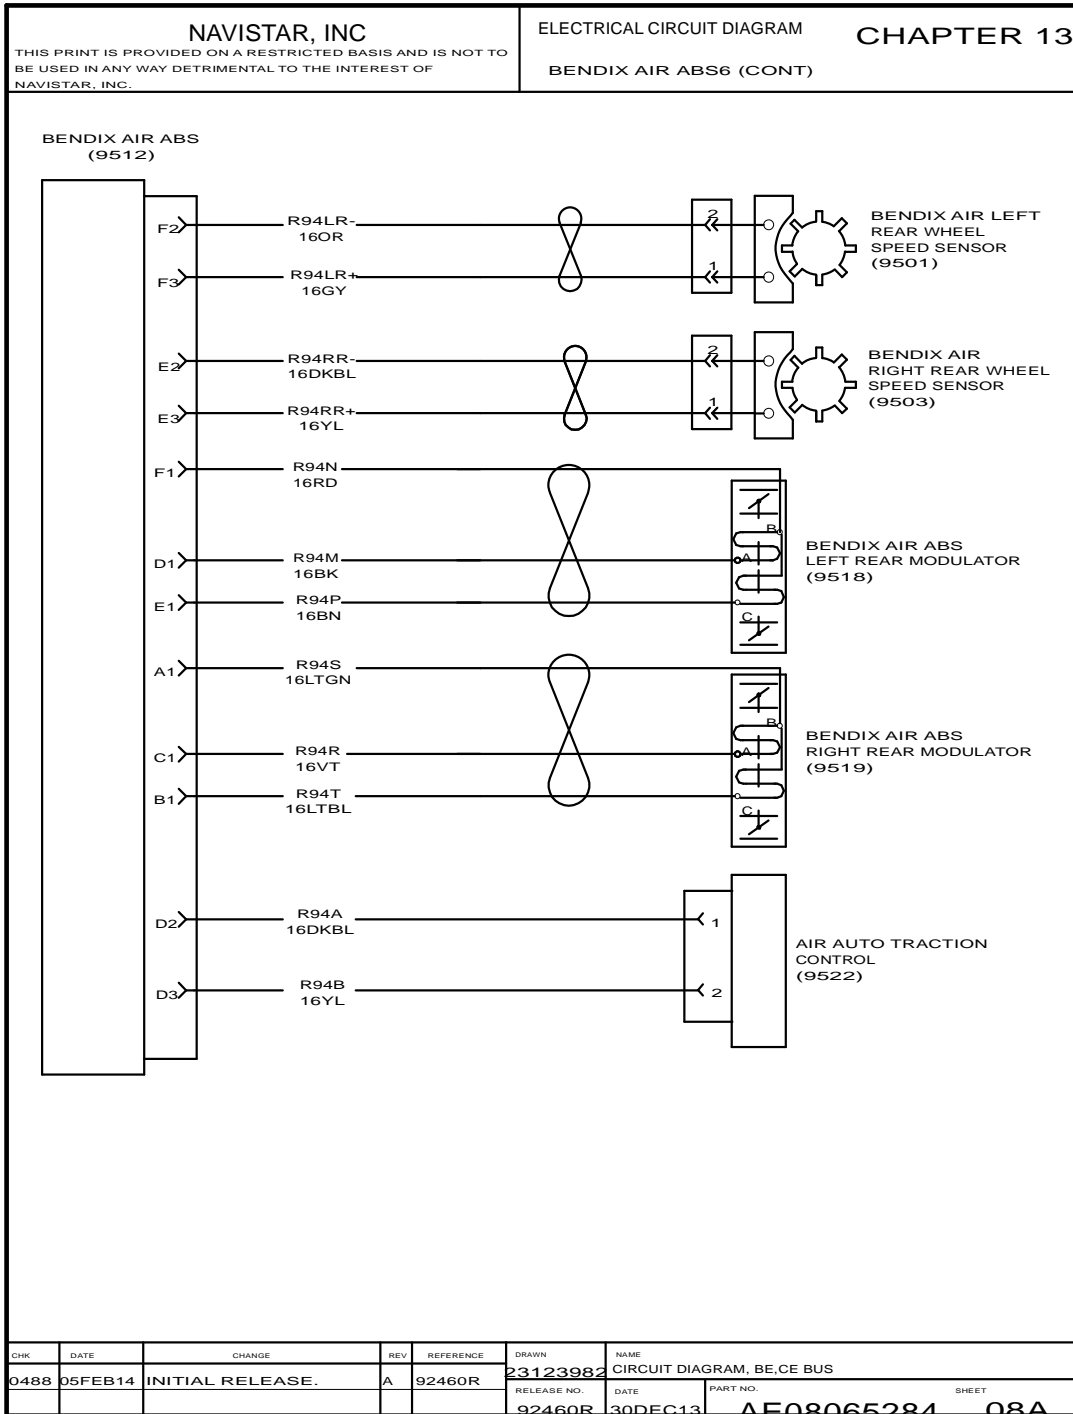 NAVISTAR, INC
THIS PRINT IS PROVIDED ON A RESTRICTED BASIS AND IS NOT TO
BE USED IN ANY WAY DETRIMENTAL TO THE INTEREST OF
NAVISTAR, INC.
ELECTRICAL CIRCUIT DIAGRAM
BENDIX AIR ABS6 (CONT)
CHAPTER 13
BENDIX AIR ABS
(9512)
F2
R94LR-
16OR
2
F3
R94LR+
16GY
1
BENDIX AIR LEFT
REAR WHEEL
SPEED SENSOR
(9501)
E2
R94RR-
16DKBL
2
E3
R94RR+
16YL
1
BENDIX AIR
RIGHT REAR WHEEL
SPEED SENSOR
(9503)
F1
R94N
16RD
B
D1
R94M
16BK
A
E1
R94P
16BN
C
BENDIX AIR ABS
LEFT REAR MODULATOR
(9518)
A1
R94S
16LTGN
B
C1
R94R
16VT
A
B1
R94T
16LTBL
C
BENDIX AIR ABS
RIGHT REAR MODULATOR
(9519)
D2
R94A
16DKBL
1
D3
R94B
16YL
2
AIR AUTO TRACTION
CONTROL
(9522)
CHK DATE CHANGE REV REFERENCE
0488 05FEB14 INITIAL RELEASE. A 92460R
DRAWN
23123982
NAME
CIRCUIT DIAGRAM, BE,CE BUS
RELEASE NO.
92460R
DATE
30DEC13
PART NO.
AE08065284
SHEET
08A